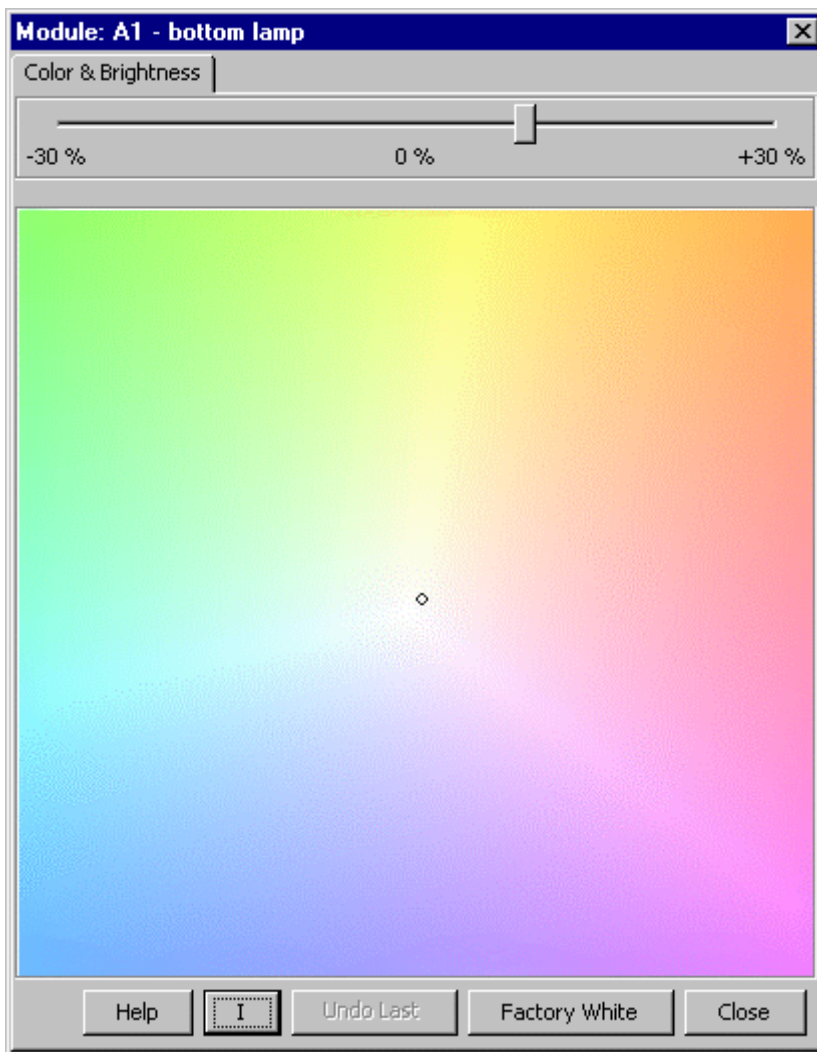 Module: A1 - bottom lamp
Color & Brightness
-30 % 0 % +30 %
Help I Undo Last Factory White Close